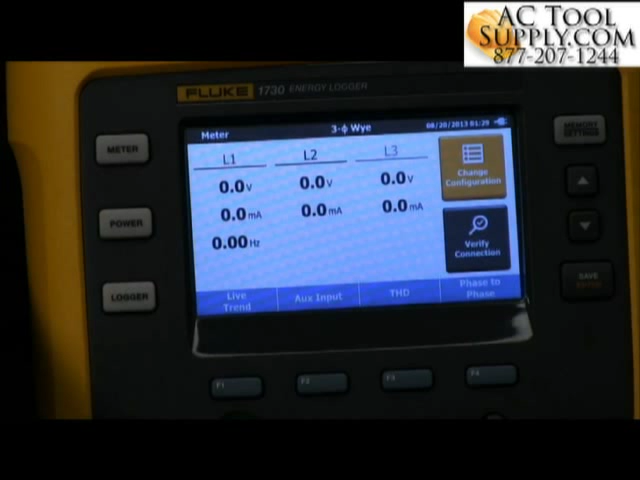 AC TOOL
SUPPLY.COM
877-207-1244
FLUKE 1730 ENERGY LOGGER
Meter 3-ϕ Wye 08/20/2013 01:29
L1 L2 L3
0.0 V 0.0 V 0.0 V
0.0 mA 0.0 mA 0.0 mA
0.00 Hz
Change
Configuration
Verify
Connection
Live
Trend
Aux Input
THD
Phase to
Phase
METER
POWER
LOGGER
MEMORY
SETTINGS
SAVE
ENTER
F1 F2 F3 F4